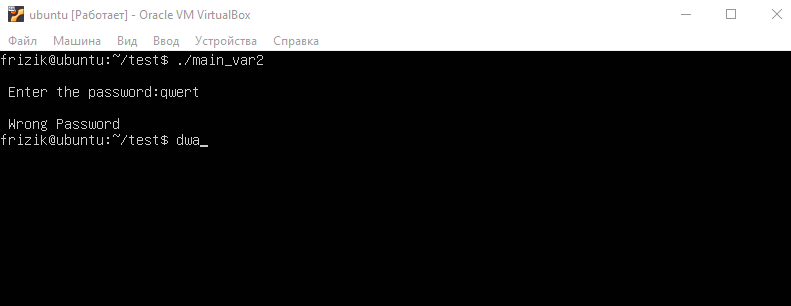 ubuntu [Работает] - Oracle VM VirtualBox
Файл Машина Вид Ввод Устройства Справка
frizik@ubuntu:~/test$ ./main_var2
Enter the password:qwert
Wrong Password
frizik@ubuntu:~/test$ dwa_